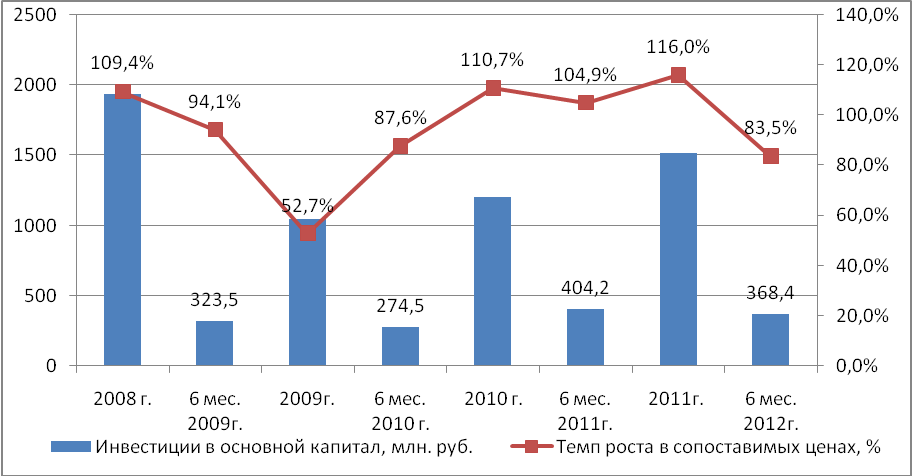 2500
2000
1500
1000
500
0
140,0%
120,0%
100,0%
80,0%
60,0%
40,0%
20,0%
0,0%
109,4%
94,1%
52,7%
87,6%
110,7%
104,9%
116,0%
83,5%
323,5
274,5
404,2
368,4
2008 г.
6 мес.
2009г.
2009г.
6 мес.
2010 г.
2010 г.
6 мес.
2011г.
2011г.
6 мес.
2012г.
Инвестиции в основной капитал, млн. руб.
Темп роста в сопоставимых ценах, %